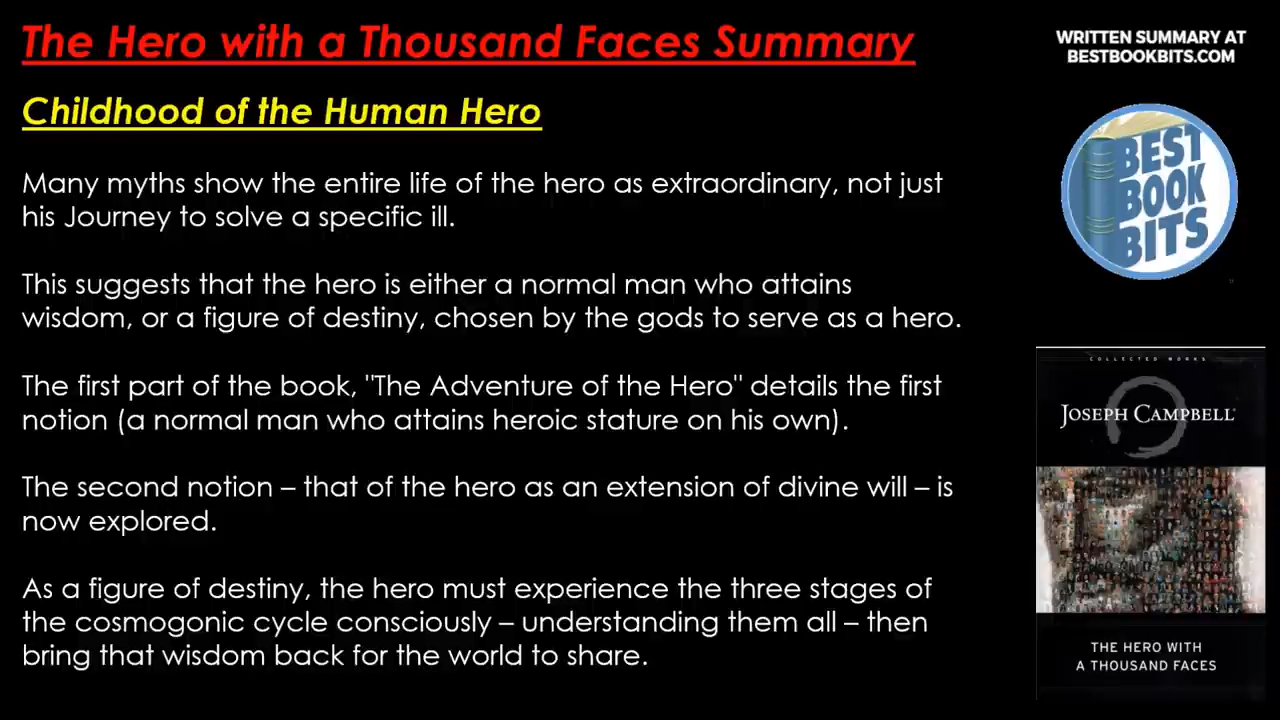 The Hero with a Thousand Faces Summary
Childhood of the Human Hero
Many myths show the entire life of the hero as extraordinary, not just
his Journey to solve a specific ill.
This suggests that the hero is either a normal man who attains
wisdom, or a figure of destiny, chosen by the gods to serve as a hero.
The first part of the book, "The Adventure of the Hero" details the first
notion (a normal man who attains heroic stature on his own).
The second notion – that of the hero as an extension of divine will – is
now explored.
As a figure of destiny, the hero must experience the three stages of
the cosmogonic cycle consciously – understanding them all – then
bring that wisdom back for the world to share.
WRITTEN SUMMARY AT
BESTBOOKBITS.COM
BEST
BOOK
BITS
COLLECTED WORKS
JOSEPH CAMPBELL
THE HERO WITH
A THOUSAND FACES